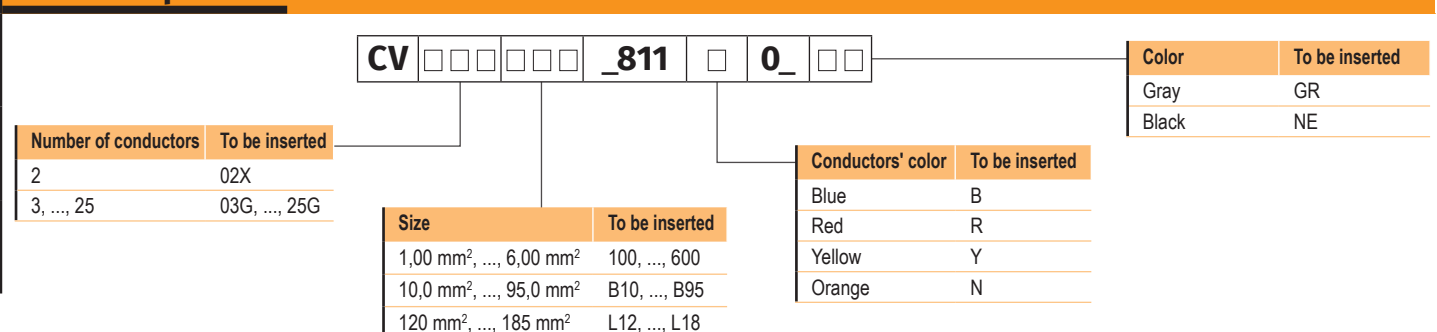 CV □□□ □□□ _811 □ 0_ □□
Color To be inserted
Gray GR
Black NE
Number of conductors To be inserted
2 02X
3, ..., 25 03G, ..., 25G
Conductors' color To be inserted
Blue B
Red R
Yellow Y
Orange N
Size To be inserted
1,00 mm², ..., 6,00 mm² 100, ..., 600
10,0 mm², ..., 95,0 mm² B10, ..., B95
120 mm², ..., 185 mm² L12, ..., L18